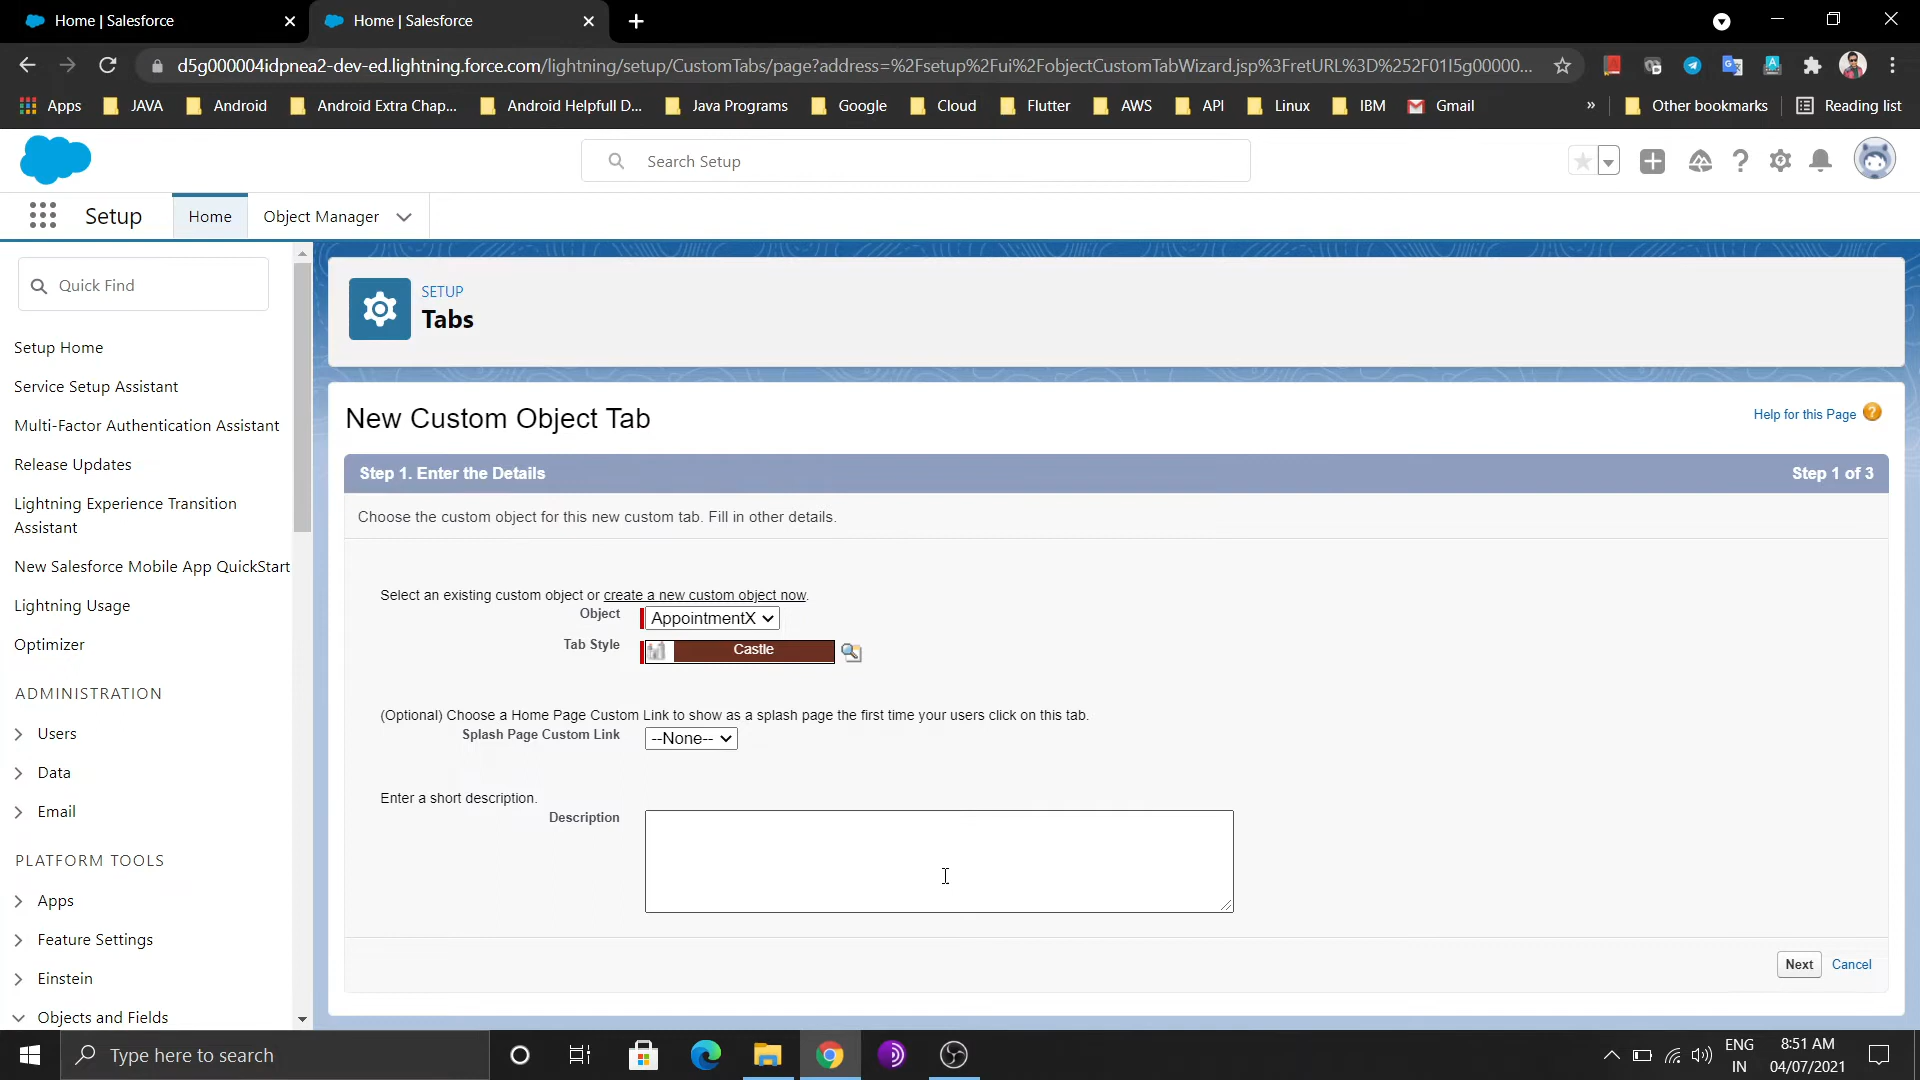 Home | Salesforce
Home | Salesforce
d5g000004idpnea2-dev-ed.lightning.force.com/lightning/setup/CustomTabs/page?address=%2Fsetup%2Fui%2FobjectCustomTabWizard.jsp%3FretURL%3D%252F01I5g00000...
Apps JAVA Android Android Extra Chap... Android Helpfull D... Java Programs Google Cloud Flutter AWS API Linux IBM Gmail » Other bookmarks Reading list
Search Setup
Setup Home Object Manager
Quick Find
Setup Home
Service Setup Assistant
Multi-Factor Authentication Assistant
Release Updates
Lightning Experience Transition
Assistant
New Salesforce Mobile App QuickStart
Lightning Usage
Optimizer
ADMINISTRATION
Users
Data
Email
PLATFORM TOOLS
Apps
Feature Settings
Einstein
Objects and Fields
SETUP
Tabs
New Custom Object Tab
Help for this Page
Step 1. Enter the Details
Step 1 of 3
Choose the custom object for this new custom tab. Fill in other details.
Select an existing custom object or create a new custom object now.
Object AppointmentX
Tab Style Castle
(Optional) Choose a Home Page Custom Link to show as a splash page the first time your users click on this tab.
Splash Page Custom Link --None--
Enter a short description.
Description
Next Cancel
Type here to search
ENG
IN
8:51 AM
04/07/2021